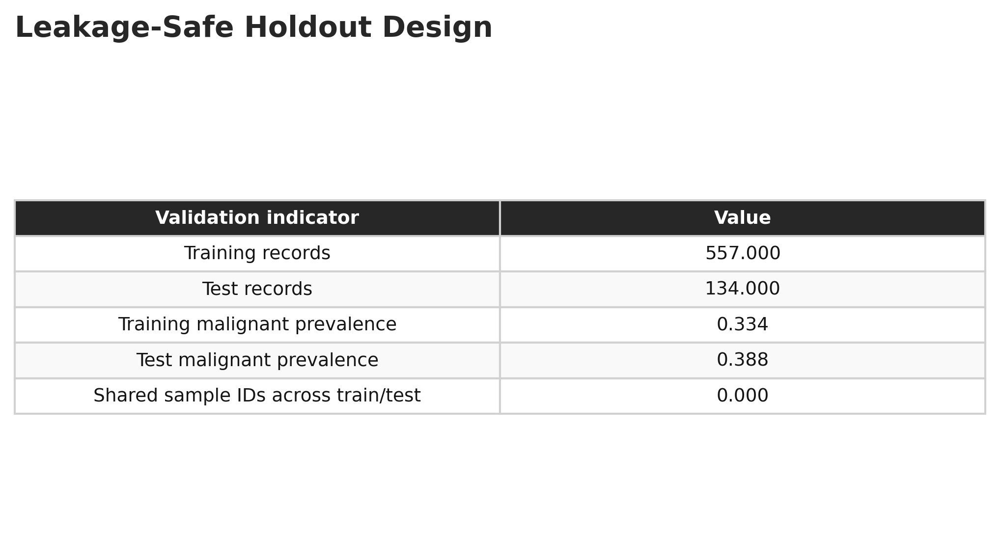 Leakage-Safe Holdout Design
Validation indicator Value
Training records 557.000
Test records 134.000
Training malignant prevalence 0.334
Test malignant prevalence 0.388
Shared sample IDs across train/test 0.000